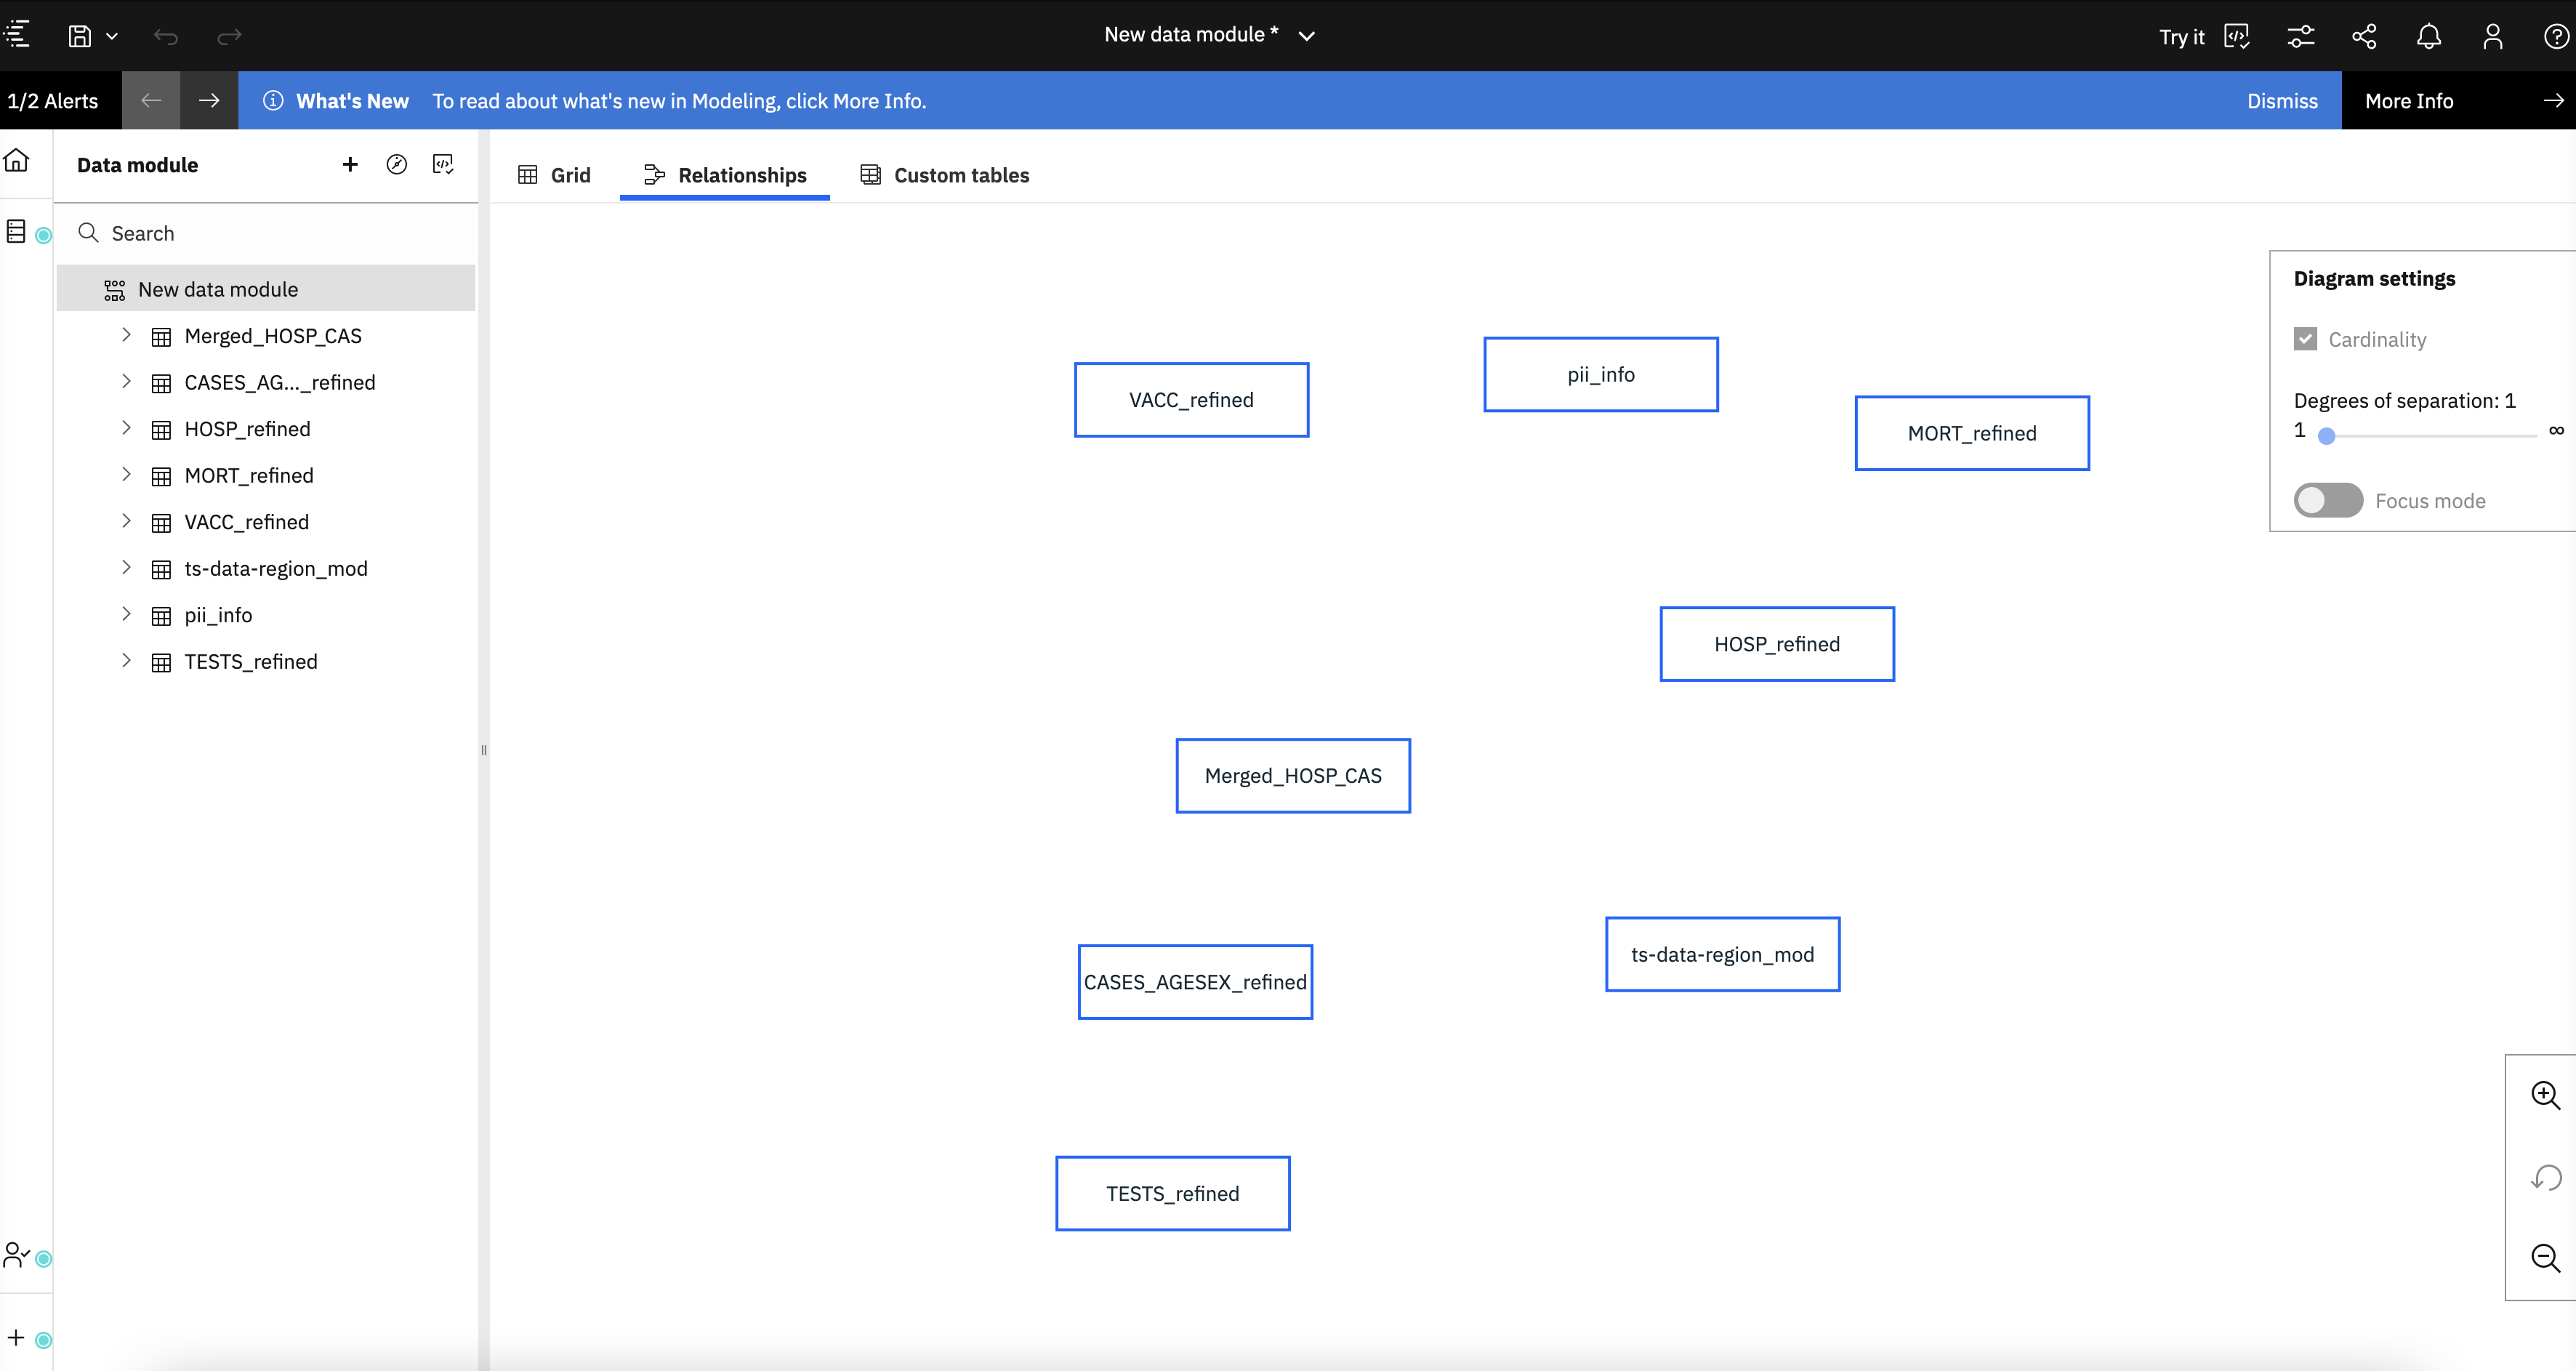 New data module *
Try it
1/2 Alerts
What's New To read about what's new in Modeling, click More Info.
Dismiss
More Info
Data module
Search
New data module
Merged_HOSP_CAS
CASES_AG..._refined
HOSP_refined
MORT_refined
VACC_refined
ts-data-region_mod
pii_info
TESTS_refined
Grid
Relationships
Custom tables
VACC_refined
pii_info
MORT_refined
HOSP_refined
Merged_HOSP_CAS
CASES_AGESEX_refined
ts-data-region_mod
TESTS_refined
Diagram settings
Cardinality
Degrees of separation: 1
1 ∞
Focus mode